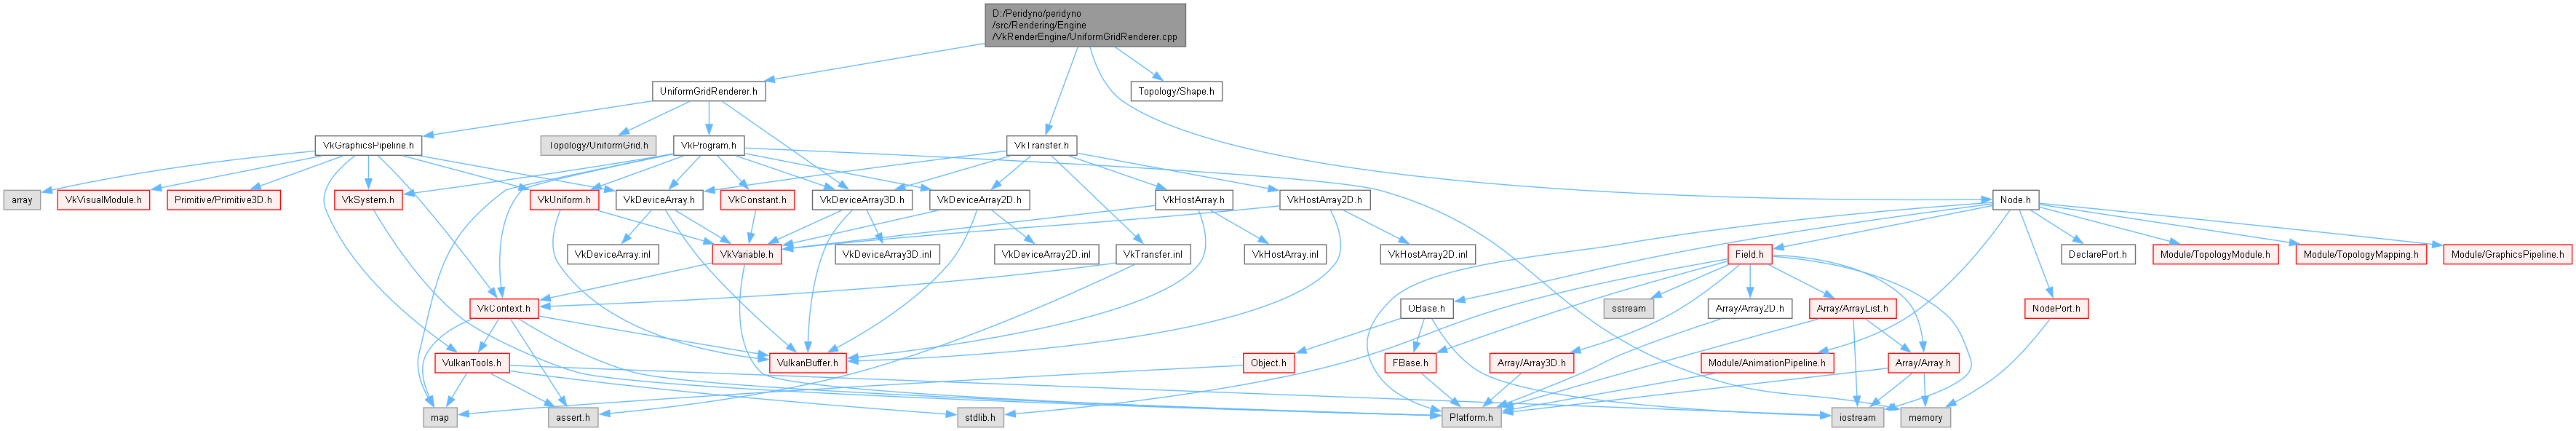 D:/Peridyno/peridyno
/src/Rendering/Engine
/VkRenderEngine/UniformGridRenderer.cpp
UniformGridRenderer.h
Topology/Shape.h
VkGraphicsPipeline.h
Topology/UniformGrid.h
VkProgram.h
VkTransfer.h
array
VkVisualModule.h
Primitive/Primitive3D.h
VkSystem.h
VkUniform.h
VkDeviceArray.h
VkConstant.h
VkDeviceArray3D.h
VkDeviceArray2D.h
VkHostArray.h
VkHostArray2D.h
Node.h
VkDeviceArray.inl
VkVariable.h
VkDeviceArray3D.inl
VkDeviceArray2D.inl
VkTransfer.inl
VkHostArray.inl
VkHostArray2D.inl
Field.h
DeclarePort.h
Module/TopologyModule.h
Module/TopologyMapping.h
Module/GraphicsPipeline.h
VkContext.h
OBase.h
sstream
Array/Array2D.h
Array/ArrayList.h
NodePort.h
VulkanTools.h
VulkanBuffer.h
Object.h
FBase.h
Array/Array3D.h
Module/AnimationPipeline.h
Array/Array.h
map
assert.h
stdlib.h
Platform.h
iostream
memory